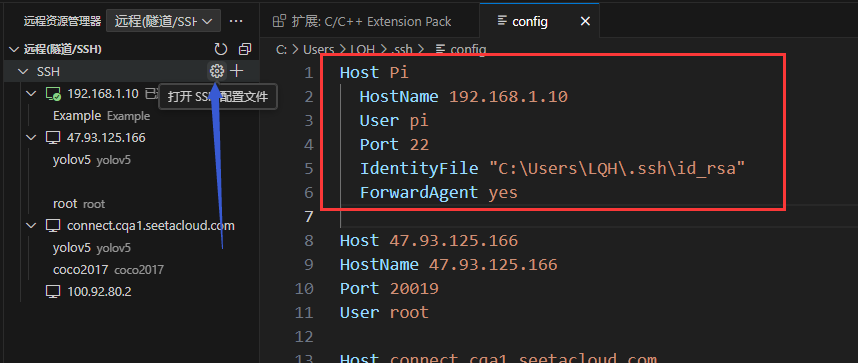 远程资源管理器 远程(隧道/SSH) ···
远程(隧道/SSH)
SSH
192.168.1.10
打开 SSH 配置文件
Example Example
47.93.125.166
yolov5 yolov5
root root
connect.cqa1.seetacloud.com
yolov5 yolov5
coco2017 coco2017
100.92.80.2
扩展: C/C++ Extension Pack
config
C: > Users > LQH > .ssh > config
1 Host Pi
2 HostName 192.168.1.10
3 User pi
4 Port 22
5 IdentityFile "C:\Users\LQH\.ssh\id_rsa"
6 ForwardAgent yes
7
8 Host 47.93.125.166
9 HostName 47.93.125.166
10 Port 20019
11 User root
12
13 Host connect.cqa1.seetacloud.com